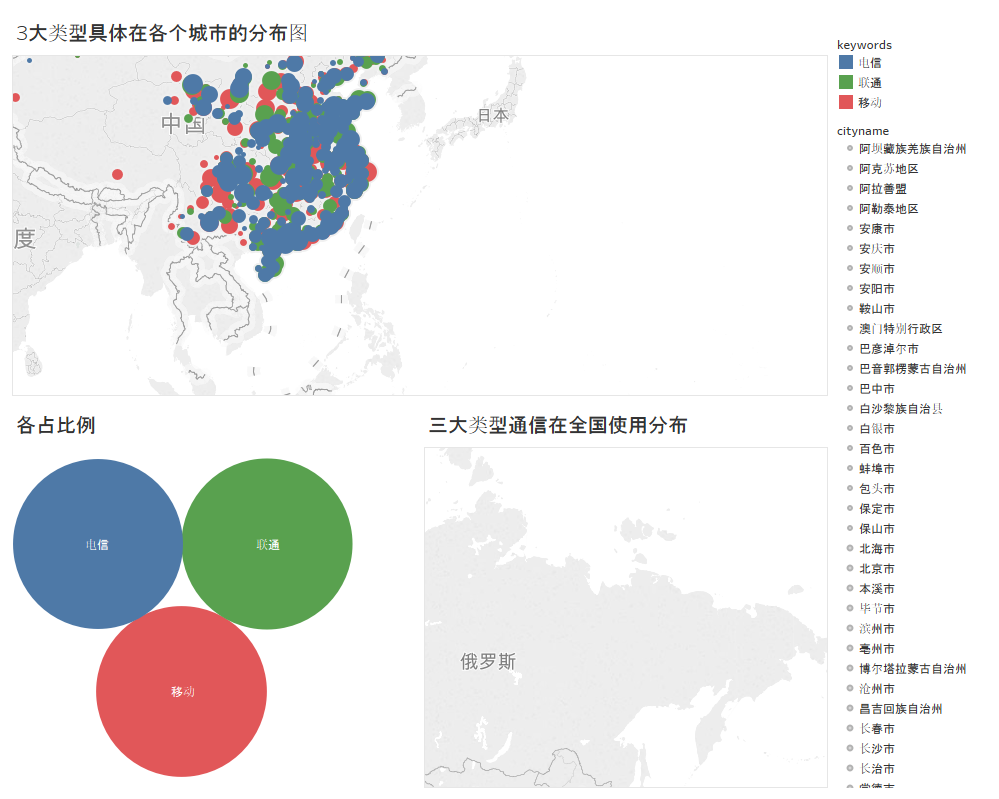 3大类型具体在各个城市的分布图
中国
日本
度
各占比例
电信
联通
移动
三大类型通信在全国使用分布
俄罗斯
keywords
电信
联通
移动
cityname
阿坝藏族羌族自治州
阿克苏地区
阿拉善盟
阿勒泰地区
安康市
安庆市
安顺市
安阳市
鞍山市
澳门特别行政区
巴彦淖尔市
巴音郭楞蒙古自治州
巴中市
白沙黎族自治县
白银市
百色市
蚌埠市
包头市
保定市
保山市
北海市
北京市
本溪市
毕节市
滨州市
亳州市
博尔塔拉蒙古自治州
沧州市
昌吉回族自治州
长春市
长沙市
长治市